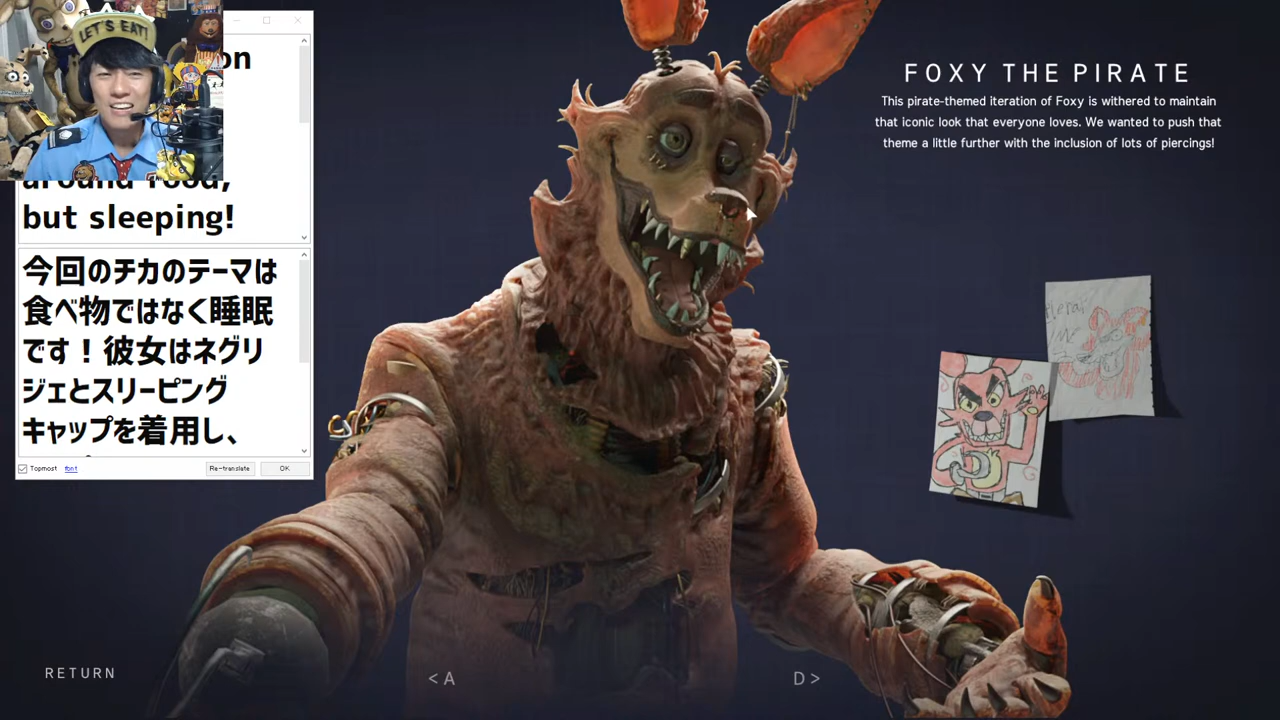 LET'S EAT!
on
around food,
but sleeping!
今回のチカのテーマは
食べ物ではなく睡眠
です！彼女はネグリ
ジェとスリーピング
キャップを着用し、
Topmost font Re-translate OK
FOXY THE PIRATE
This pirate-themed iteration of Foxy is withered to maintain
that iconic look that everyone loves. We wanted to push that
theme a little further with the inclusion of lots of piercings!
RETURN
<A
D>